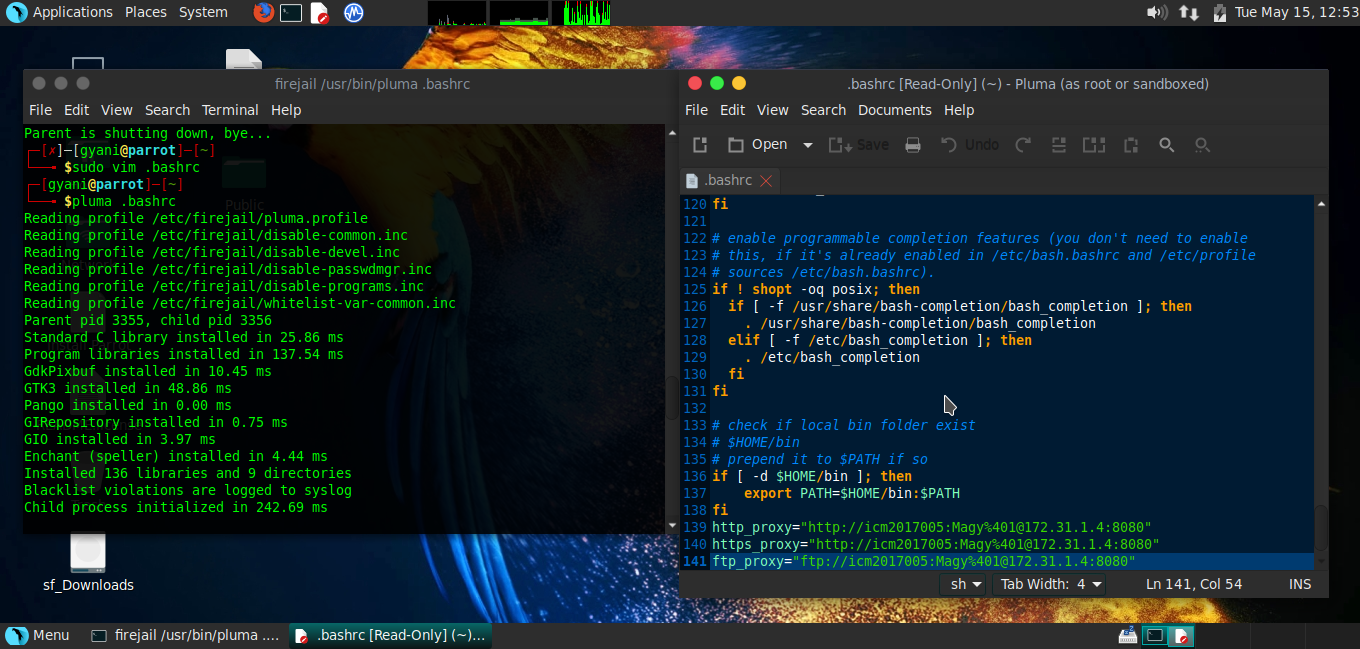 Applications Places System
Tue May 15, 12:53
firejail /usr/bin/pluma .bashrc
File Edit View Search Terminal Help
Parent is shutting down, bye...
┌─[✗]─[gyani@parrot]─[~]
└──╼ $sudo vim .bashrc
┌─[gyani@parrot]─[~]
└──╼ $pluma .bashrc
Reading profile /etc/firejail/pluma.profile
Reading profile /etc/firejail/disable-common.inc
Reading profile /etc/firejail/disable-devel.inc
Reading profile /etc/firejail/disable-passwdmgr.inc
Reading profile /etc/firejail/disable-programs.inc
Reading profile /etc/firejail/whitelist-var-common.inc
Parent pid 3355, child pid 3356
Standard C library installed in 25.86 ms
Program libraries installed in 137.54 ms
GdkPixbuf installed in 10.45 ms
GTK3 installed in 48.86 ms
Pango installed in 0.00 ms
GIRepository installed in 0.75 ms
GIO installed in 3.97 ms
Enchant (speller) installed in 4.44 ms
Installed 136 libraries and 9 directories
Blacklist violations are logged to syslog
Child process initialized in 242.69 ms
Public
sf_Downloads
.bashrc [Read-Only] (~) - Pluma (as root or sandboxed)
File Edit View Search Documents Help
Open Save Undo
.bashrc
120 fi
121
122 # enable programmable completion features (you don't need to enable
123 # this, if it's already enabled in /etc/bash.bashrc and /etc/profile
124 # sources /etc/bash.bashrc).
125 if ! shopt -oq posix; then
126   if [ -f /usr/share/bash-completion/bash_completion ]; then
127     . /usr/share/bash-completion/bash_completion
128   elif [ -f /etc/bash_completion ]; then
129     . /etc/bash_completion
130   fi
131 fi
132
133 # check if local bin folder exist
134 # $HOME/bin
135 # prepend it to $PATH if so
136 if [ -d $HOME/bin ]; then
137     export PATH=$HOME/bin:$PATH
138 fi
139 http_proxy="http://icm2017005:Magy%401@172.31.1.4:8080"
140 https_proxy="http://icm2017005:Magy%401@172.31.1.4:8080"
141 ftp_proxy="ftp://icm2017005:Magy%401@172.31.1.4:8080"
sh Tab Width: 4 Ln 141, Col 54 INS
Menu firejail /usr/bin/pluma .... .bashrc [Read-Only] (~)...